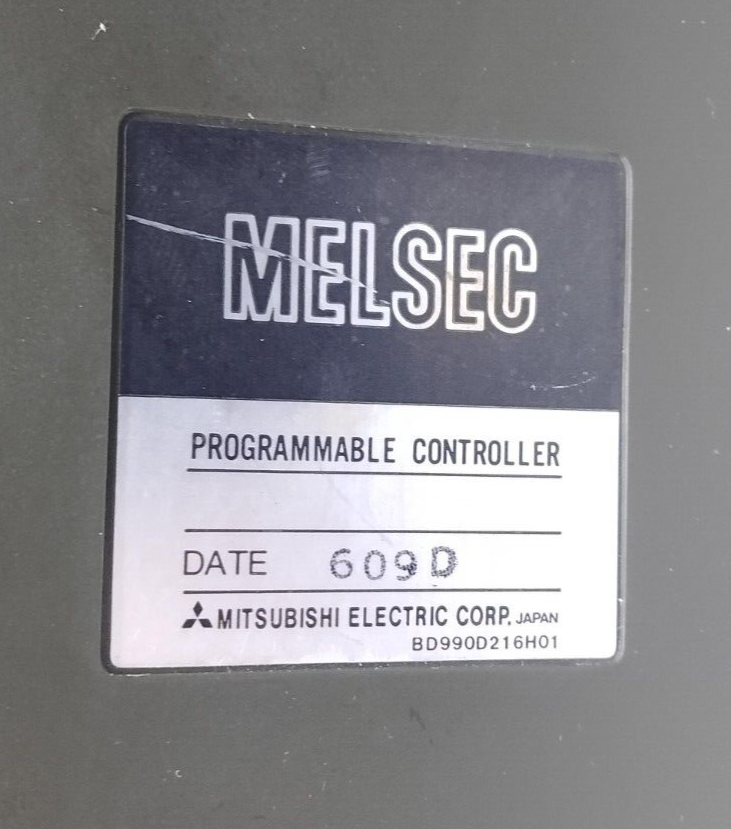 MELSEC
PROGRAMMABLE CONTROLLER
DATE 609D
MITSUBISHI ELECTRIC CORP. JAPAN
BD990D216H01